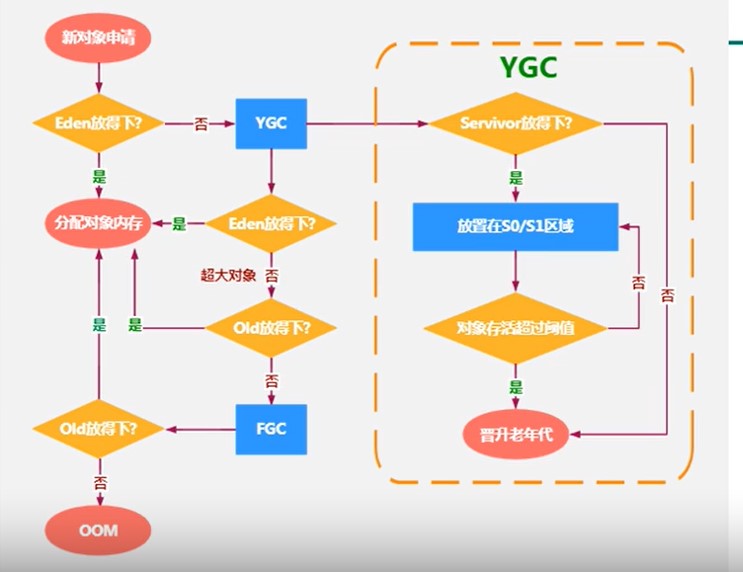 新对象申请
YGC
Eden放得下?
否
YGC
Servivor放得下?
是
是
分配对象内存
是
Eden放得下?
放置在S0/S1区域
超大对象
否
否
否
是
是
Old放得下?
对象存活超过阈值
否
是
Old放得下?
FGC
晋升老年代
否
OOM